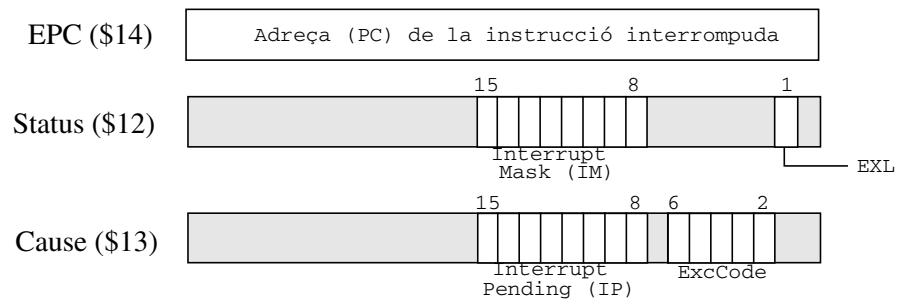 EPC ($14)
Adreça (PC) de la instrucció interrompuda
15 8 1
Status ($12)
Interrupt
Mask (IM)
EXL
15 8 6 2
Cause ($13)
Interrupt
Pending (IP)
ExcCode